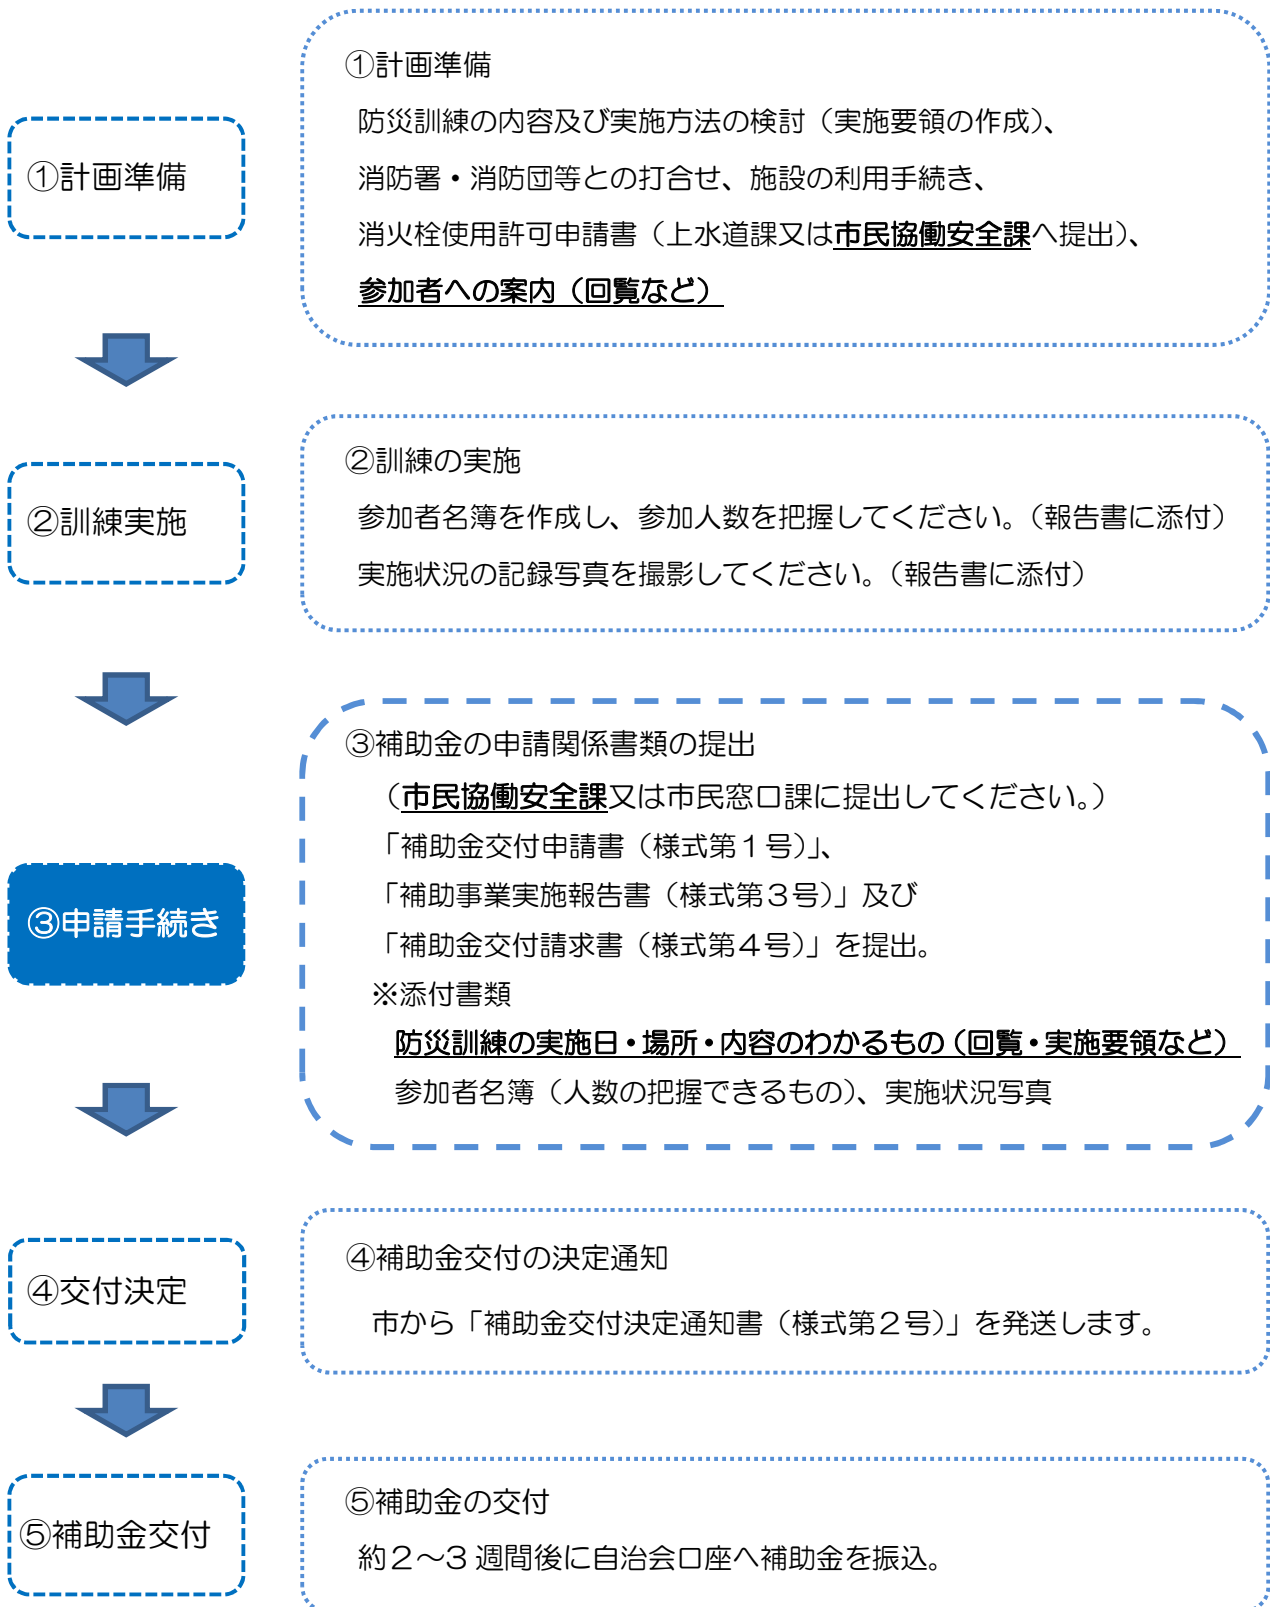 ①計画準備
①計画準備
防災訓練の内容及び実施方法の検討（実施要領の作成）、
消防署・消防団等との打合せ、施設の利用手続き、
消火栓使用許可申請書（上水道課又は市民協働安全課へ提出）、
参加者への案内（回覧など）
②訓練実施
②訓練の実施
参加者名簿を作成し、参加人数を把握してください。（報告書に添付）
実施状況の記録写真を撮影してください。（報告書に添付）
③申請手続き
③補助金の申請関係書類の提出
（市民協働安全課又は市民窓口課に提出してください。）
「補助金交付申請書（様式第１号）」、
「補助事業実施報告書（様式第３号）」及び
「補助金交付請求書（様式第４号）」を提出。
※添付書類
防災訓練の実施日・場所・内容のわかるもの（回覧・実施要領など）
参加者名簿（人数の把握できるもの）、実施状況写真
④交付決定
④補助金交付の決定通知
市から「補助金交付決定通知書（様式第２号）」を発送します。
⑤補助金交付
⑤補助金の交付
約２～３週間後に自治会口座へ補助金を振込。